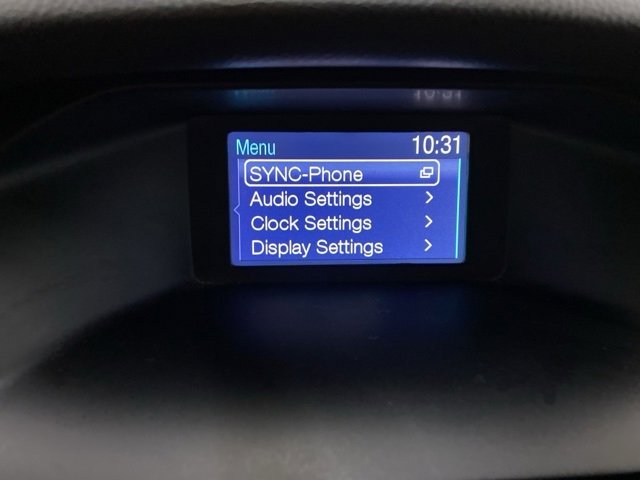 Menu 10:31
SYNC-Phone
Audio Settings
Clock Settings
Display Settings